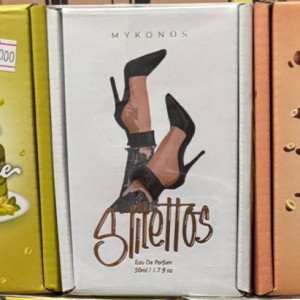 MYKONOS
Stilettos
Eau De Parfum
50ml / 1.7 fl oz